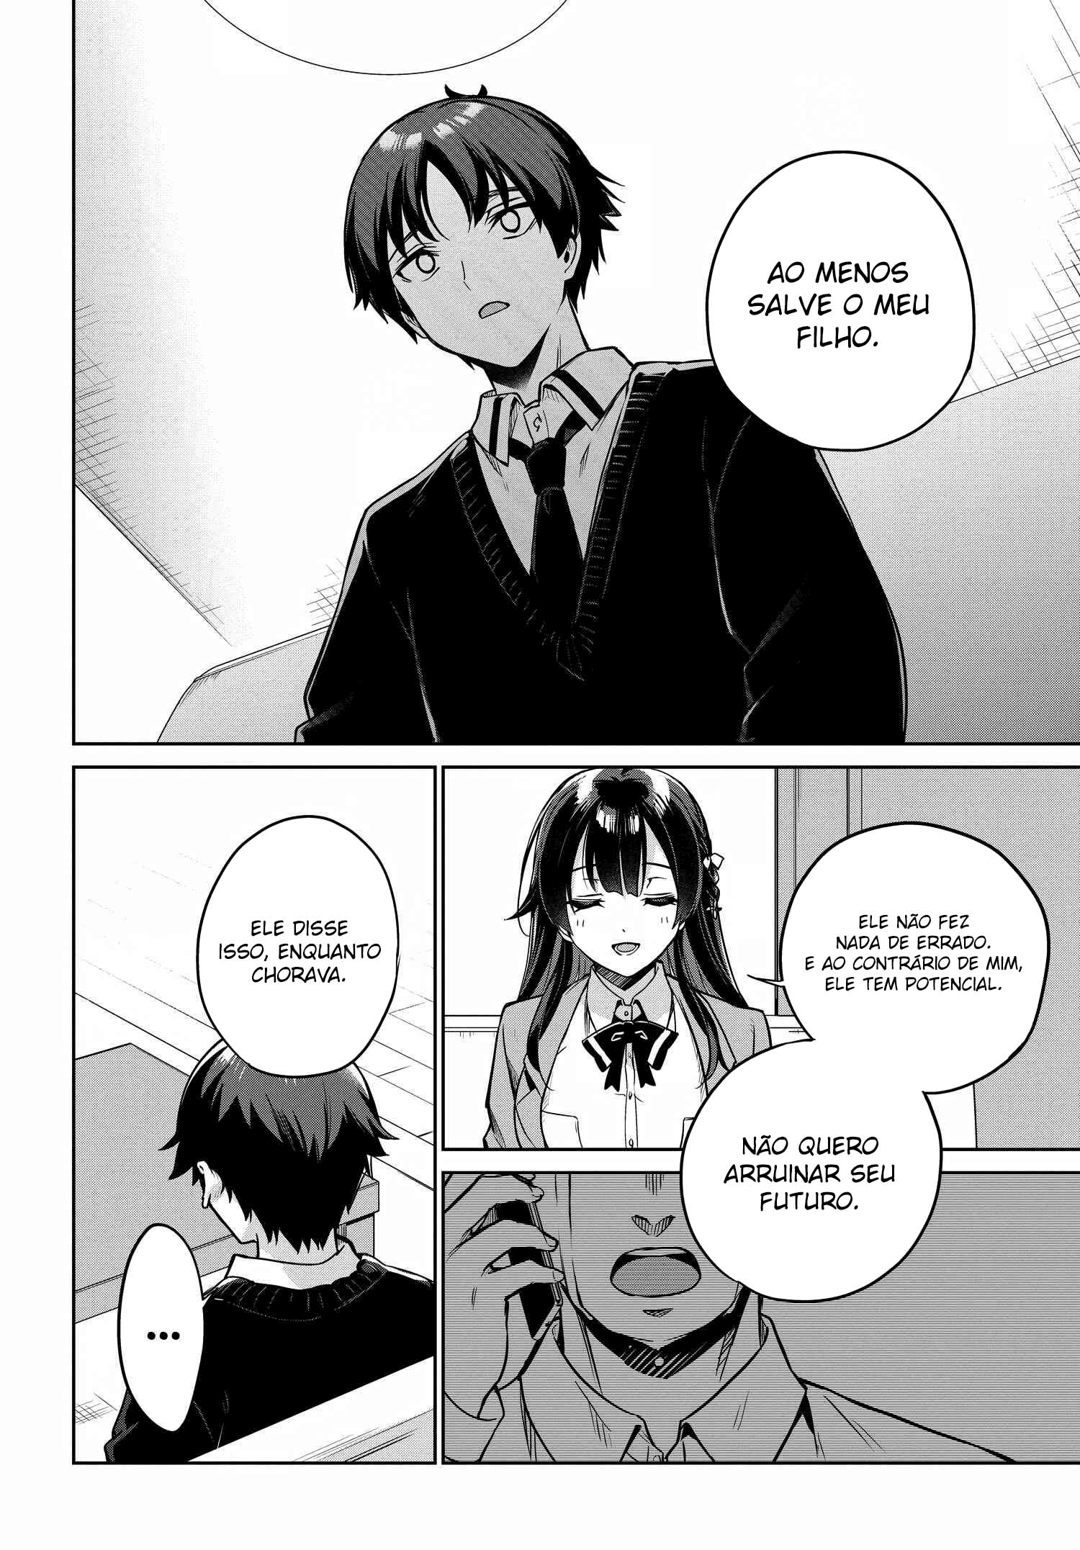 AO MENOS
SALVE O MEU
FILHO.
ELE NÃO FEZ
NADA DE ERRADO.
E AO CONTRÁRIO DE MIM,
ELE TEM POTENCIAL.
NÃO QUERO
ARRUINAR SEU
FUTURO.
ELE DISSE
ISSO, ENQUANTO
CHORAVA.
...